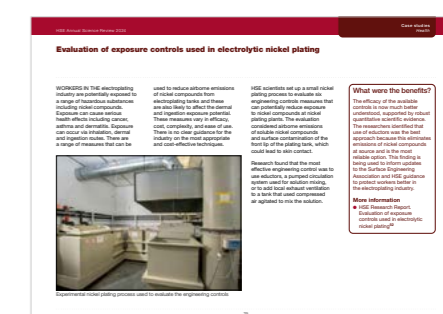 HSE Annual Science Review 2020
Case studies
Health
Evaluation of exposure controls used in electrolytic nickel plating
WORKERS IN THE electroplating
industry are potentially exposed to
a range of hazardous substances
including nickel compounds.
Exposure can cause serious
health effects including cancer,
asthma and dermatitis. Exposure
can occur via inhalation, dermal
and ingestion routes. There are
a range of measures that can be
used to reduce airborne emissions
of nickel compounds from
electroplating tanks and these
are also likely to affect the dermal
and ingestion exposure potential.
These measures vary in efficacy,
cost, complexity, and ease of use.
There is no clear guidance for the
industry on the most appropriate
and cost-effective techniques.
HSE scientists set up a small nickel
plating process to evaluate six
engineering controls measures that
can potentially reduce exposure
to nickel compounds at nickel
plating plants. The evaluation
considered airborne emissions
of soluble nickel compounds
and surface contamination of the
front lip of the plating tank, which
could lead to skin contact.
Research found that the most
effective engineering control was to
use eductors, a pumped circulation
system used for solution mixing,
or to add local exhaust ventilation
to a tank that used compressed
air agitated to mix the solution.
What were the benefits?
The efficacy of the available
controls is now much better
understood, supported by robust
quantitative scientific evidence.
The researchers identified that
use of eductors was the best
approach because this eliminates
emissions of nickel compounds
at source and is the most
reliable option. This finding is
being used to inform updates
to the Surface Engineering
Association and HSE guidance
to protect workers better in
the electroplating industry.
More information
HSE Research Report.
Evaluation of exposure
controls used in electrolytic
nickel plating
Experimental nickel plating process used to evaluate the engineering controls